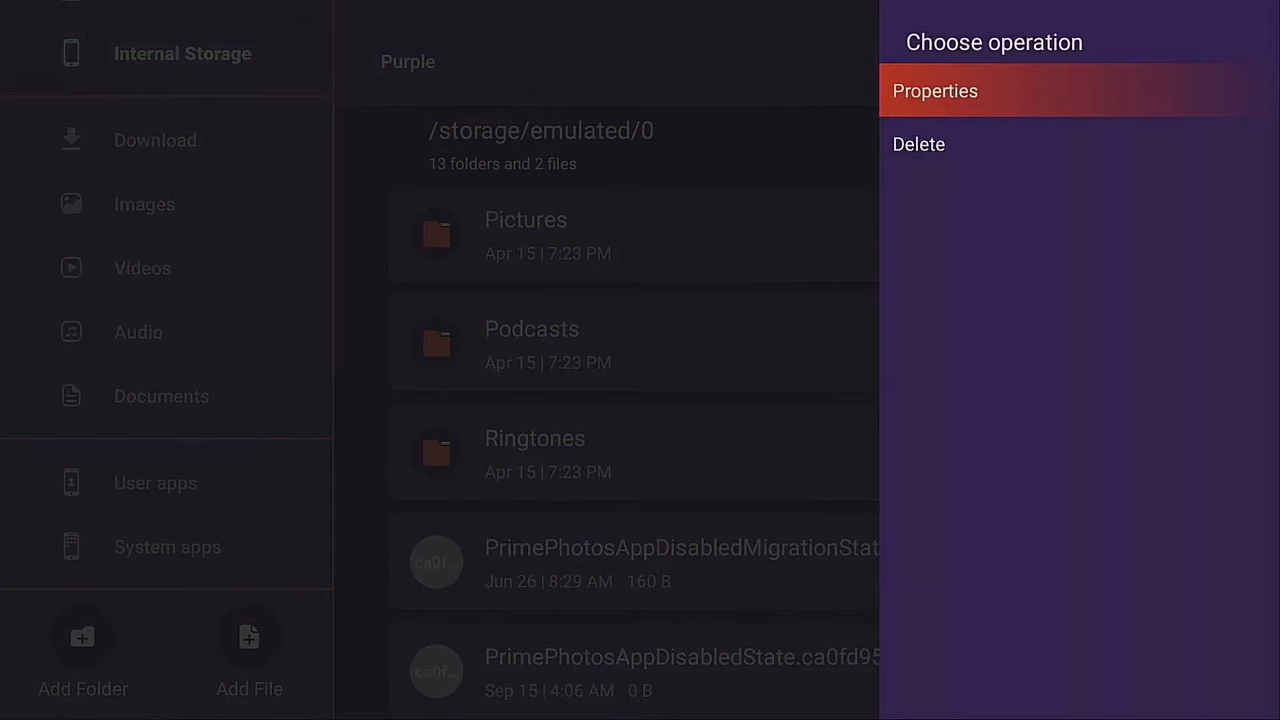 Internal Storage
Download
Images
Videos
Audio
Documents
User apps
System apps
Add Folder
Add File
Purple
/storage/emulated/0
13 folders and 2 files
Pictures
Apr 15 | 7:23 PM
Podcasts
Apr 15 | 7:23 PM
Ringtones
Apr 15 | 7:23 PM
ca0f...
PrimePhotosAppDisabledMigrationStat
Jun 26 | 8:29 AM 160 B
ca0f...
PrimePhotosAppDisabledState.ca0fd95
Sep 15 | 4:06 AM 0 B
Choose operation
Properties
Delete